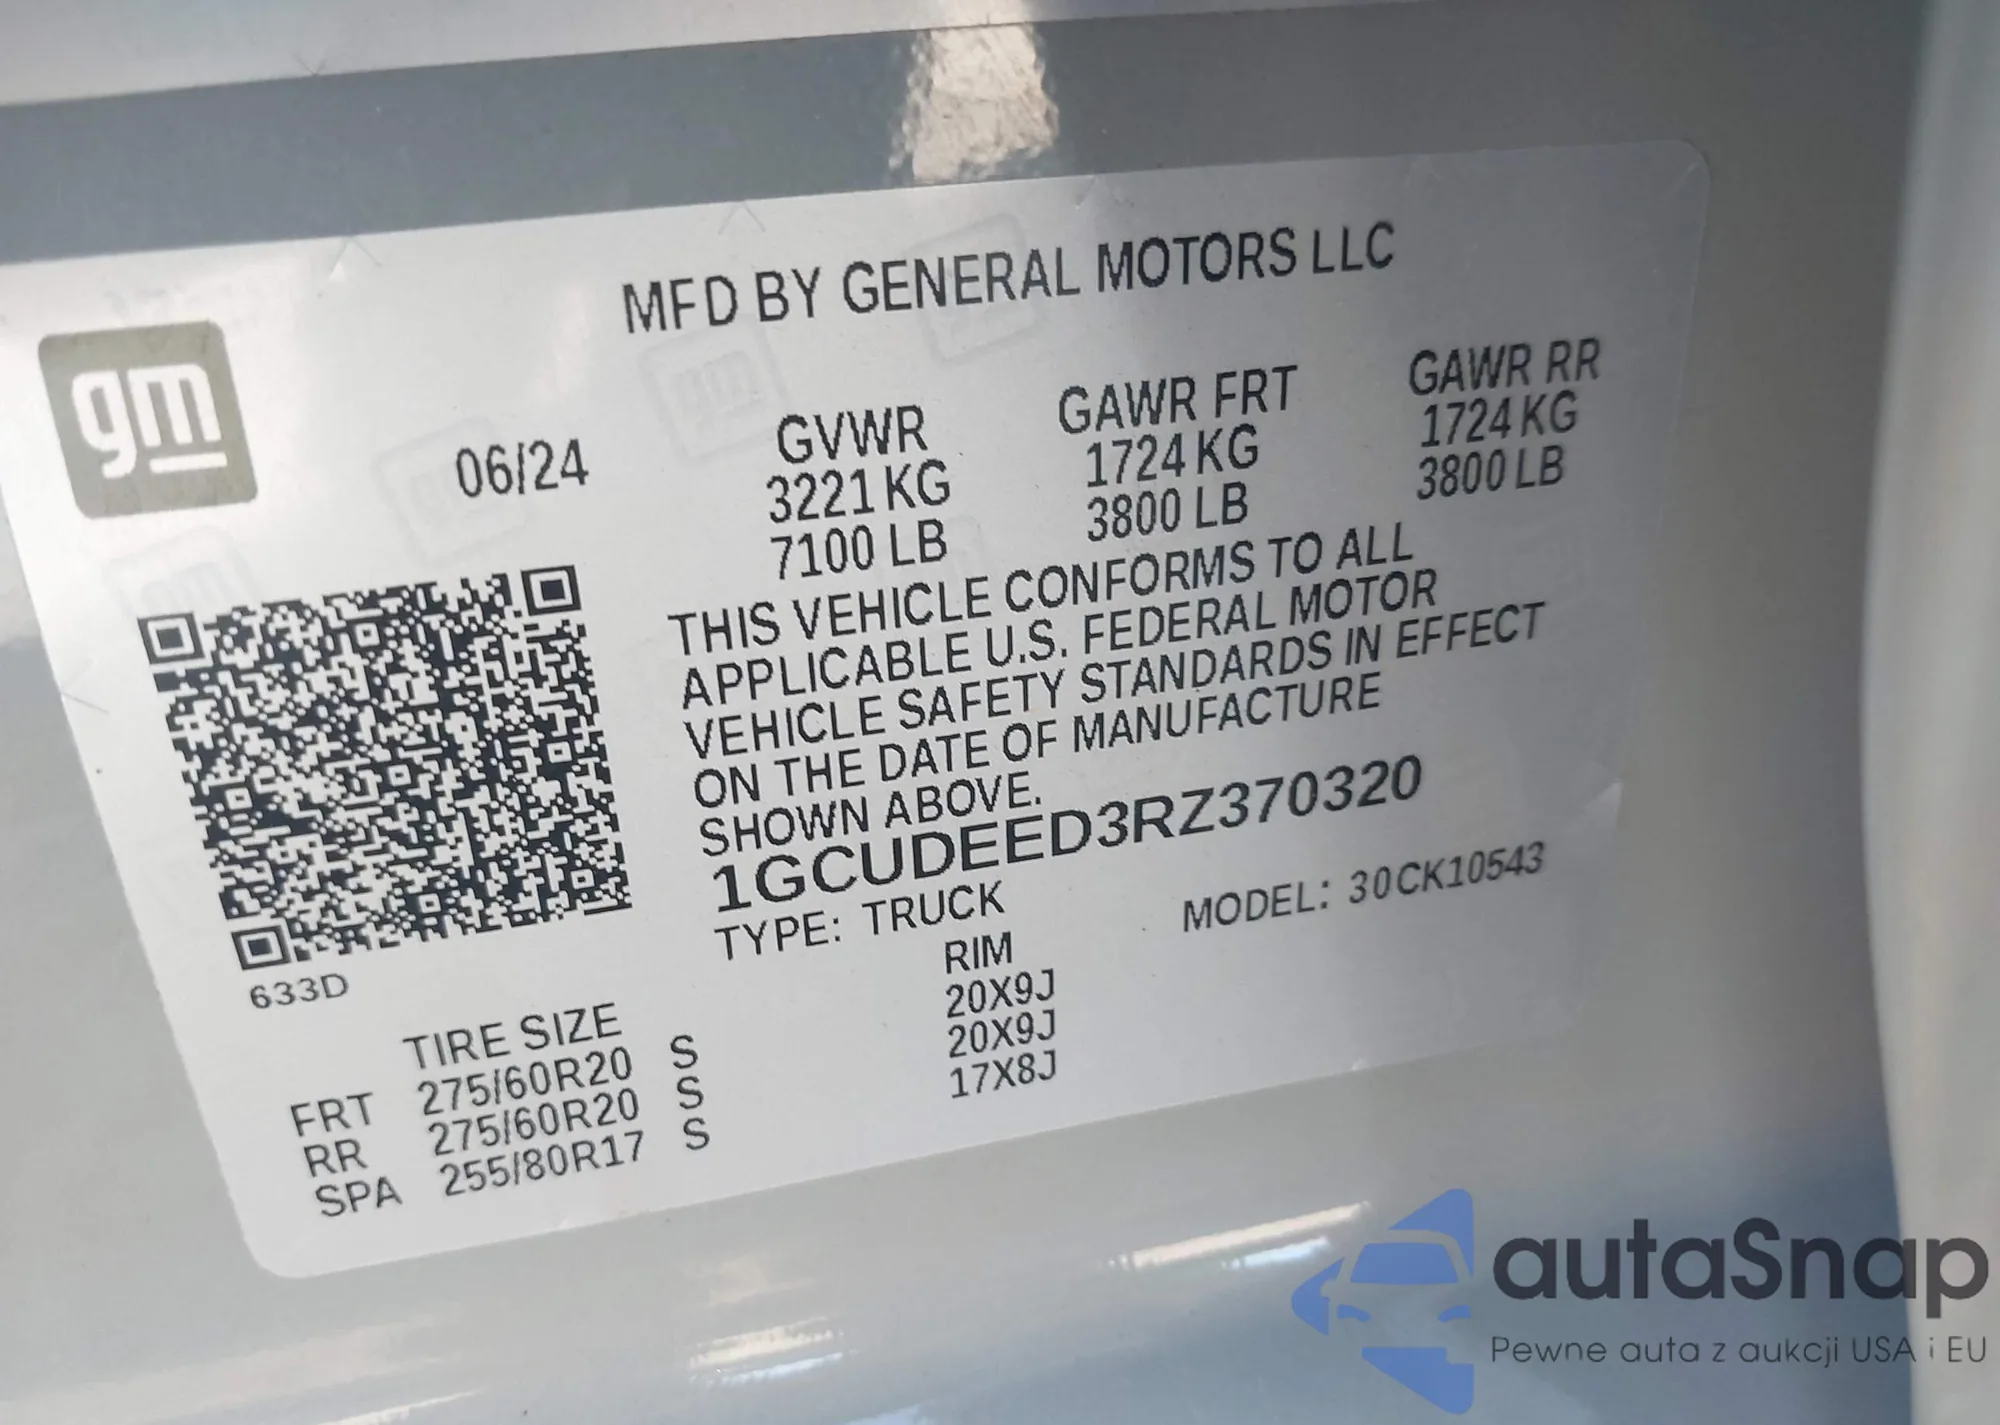 MFD BY GENERAL MOTORS LLC
gm
06/24
GVWR
3221 KG
7100 LB
GAWR FRT
1724 KG
3800 LB
GAWR RR
1724 KG
3800 LB
THIS VEHICLE CONFORMS TO ALL
APPLICABLE U.S. FEDERAL MOTOR
VEHICLE SAFETY STANDARDS IN EFFECT
ON THE DATE OF MANUFACTURE
SHOWN ABOVE.
1GCUDEED3RZ370320
TYPE: TRUCK
MODEL: 30CK10543
633D
TIRE SIZE
RIM
FRT 275/60R20 S 20X9J
RR 275/60R20 S 20X9J
SPA 255/80R17 S 17X8J
autaSnap
Pewne auta z aukcji USA i EU